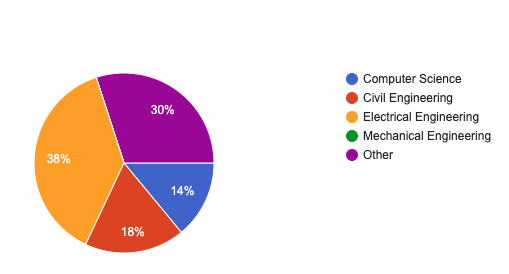 Computer Science
Civil Engineering
30%
Electrical Engineering
Mechanical Engineering
Other
38%
14%
18%